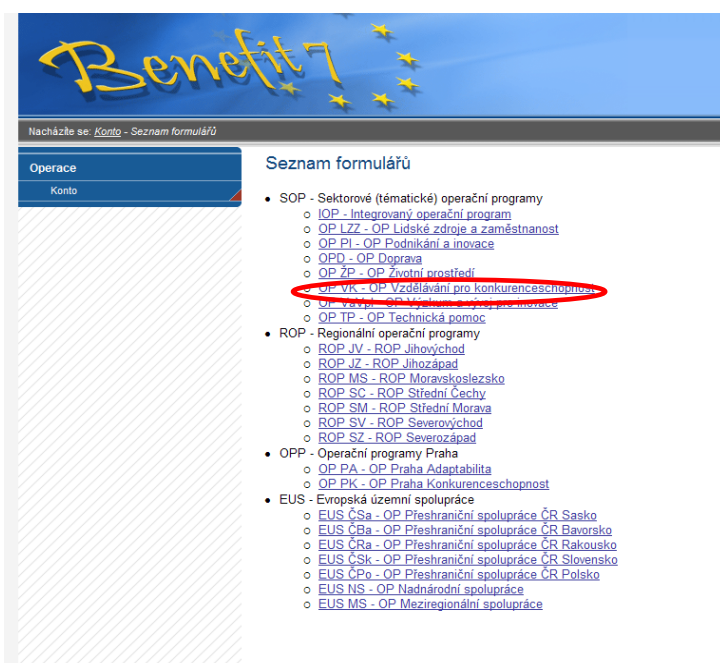 Benefit7
Nacházíte se: Konto - Seznam formulářů
Operace
Konto
Seznam formulářů
SOP - Sektorové (tématické) operační programy
IOP - Integrovaný operační program
OP LZZ - OP Lidské zdroje a zaměstnanost
OP PI - OP Podnikání a inovace
OPD - OP Doprava
OP ŽP - OP Životní prostředí
OP VK - OP Vzdělávání pro konkurenceschopnost
OP VaVpI - OP Výzkum a vývoj pro inovace
OP TP - OP Technická pomoc
ROP - Regionální operační programy
ROP JV - ROP Jihovýchod
ROP JZ - ROP Jihozápad
ROP MS - ROP Moravskoslezsko
ROP SC - ROP Střední Čechy
ROP SM - ROP Střední Morava
ROP SV - ROP Severovýchod
ROP SZ - ROP Severozápad
OPP - Operační programy Praha
OP PA - OP Praha Adaptabilita
OP PK - OP Praha Konkurenceschopnost
EUS - Evropská územní spolupráce
EUS ČSa - OP Přeshraniční spolupráce ČR Sasko
EUS ČBa - OP Přeshraniční spolupráce ČR Bavorsko
EUS ČRa - OP Přeshraniční spolupráce ČR Rakousko
EUS ČSk - OP Přeshraniční spolupráce ČR Slovensko
EUS ČPo - OP Přeshraniční spolupráce ČR Polsko
EUS NS - OP Nadnárodní spolupráce
EUS MS - OP Meziregionální spolupráce